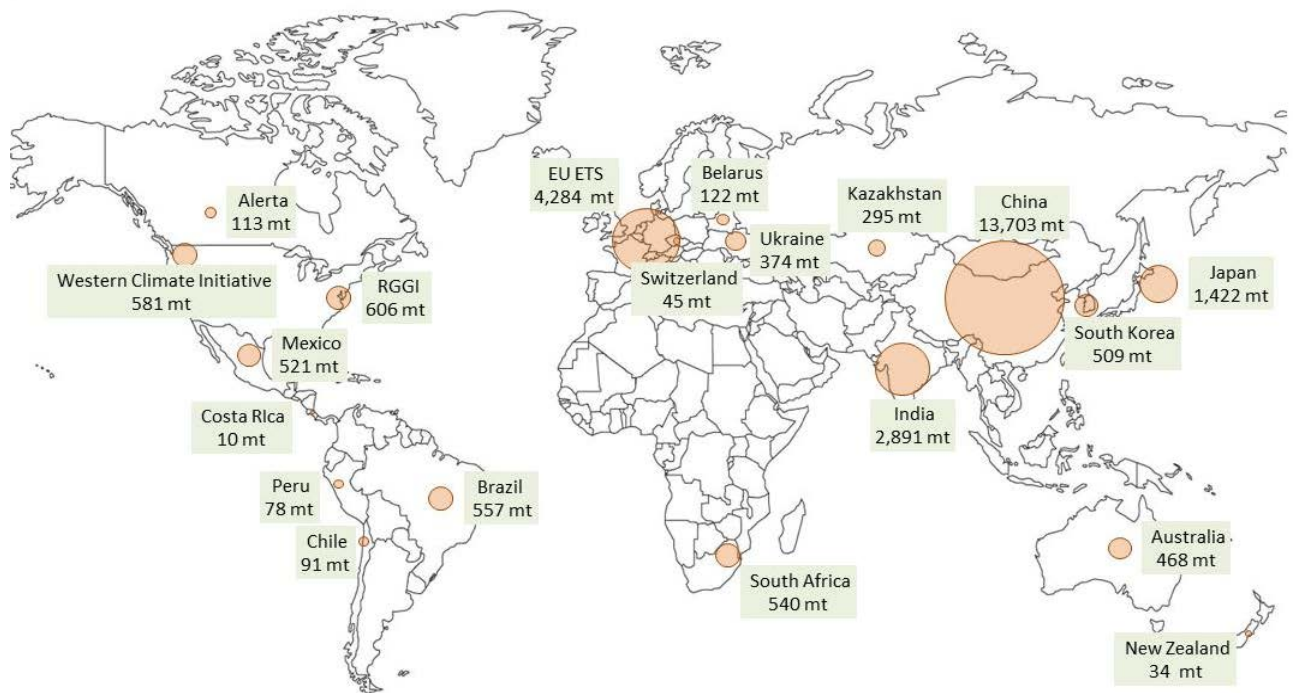 Alerta
113 mt
Western Climate Initiative
581 mt
RGGI
606 mt
Mexico
521 mt
Costa RIca
10 mt
Peru
78 mt
Chile
91 mt
Brazil
557 mt
EU ETS
4,284 mt
Belarus
122 mt
Ukraine
374 mt
Switzerland
45 mt
Kazakhstan
295 mt
China
13,703 mt
Japan
1,422 mt
South Korea
509 mt
India
2,891 mt
South Africa
540 mt
Australia
468 mt
New Zealand
34 mt